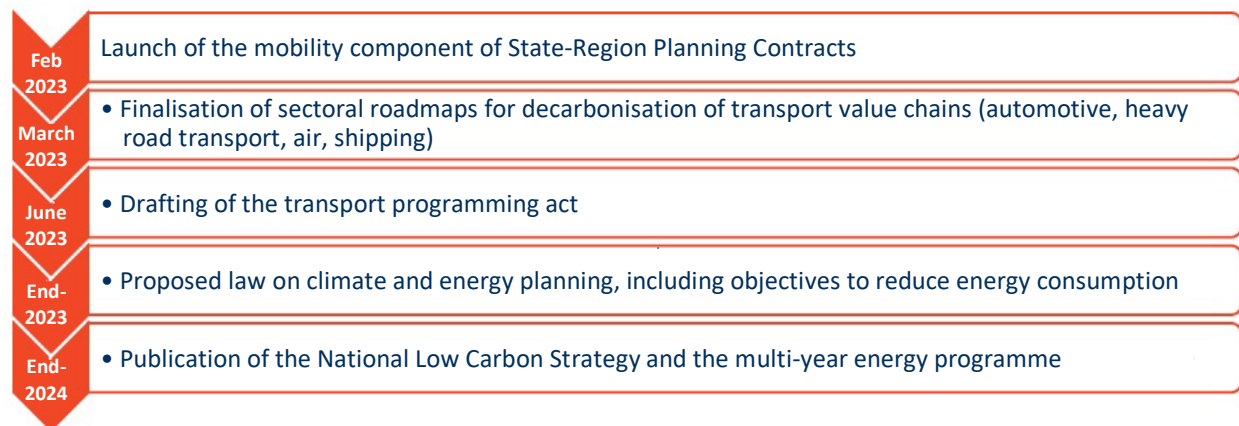 Feb
2023
Launch of the mobility component of State-Region Planning Contracts
March
2023
• Finalisation of sectoral roadmaps for decarbonisation of transport value chains (automotive, heavy
road transport, air, shipping)
June
2023
• Drafting of the transport programming act
End-
2023
• Proposed law on climate and energy planning, including objectives to reduce energy consumption
End-
2024
• Publication of the National Low Carbon Strategy and the multi-year energy programme